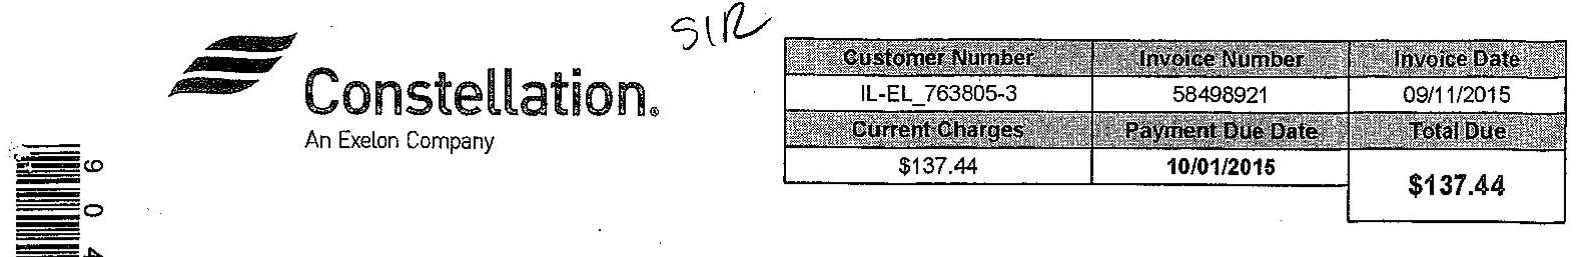 SIR
Constellation®
An Exelon Company
Customer Number Invoice Number Invoice Date
IL-EL_763805-3 58498921 09/11/2015
Current Charges Payment Due Date Total Due
$137.44 10/01/2015 $137.44
9 0 4